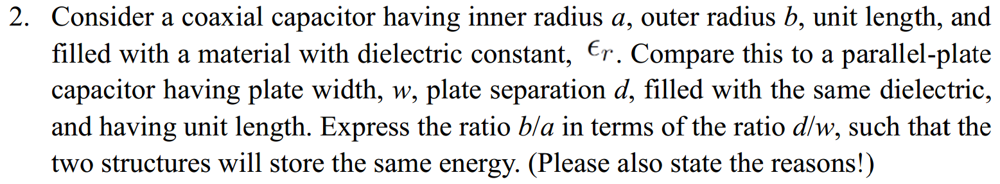 2. Consider a coaxial capacitor having inner radius a, outer radius b, unit length, and
filled with a material with dielectric constant, ϵr. Compare this to a parallel-plate
capacitor having plate width, w, plate separation d, filled with the same dielectric,
and having unit length. Express the ratio b/a in terms of the ratio d/w, such that the
two structures will store the same energy. (Please also state the reasons!)